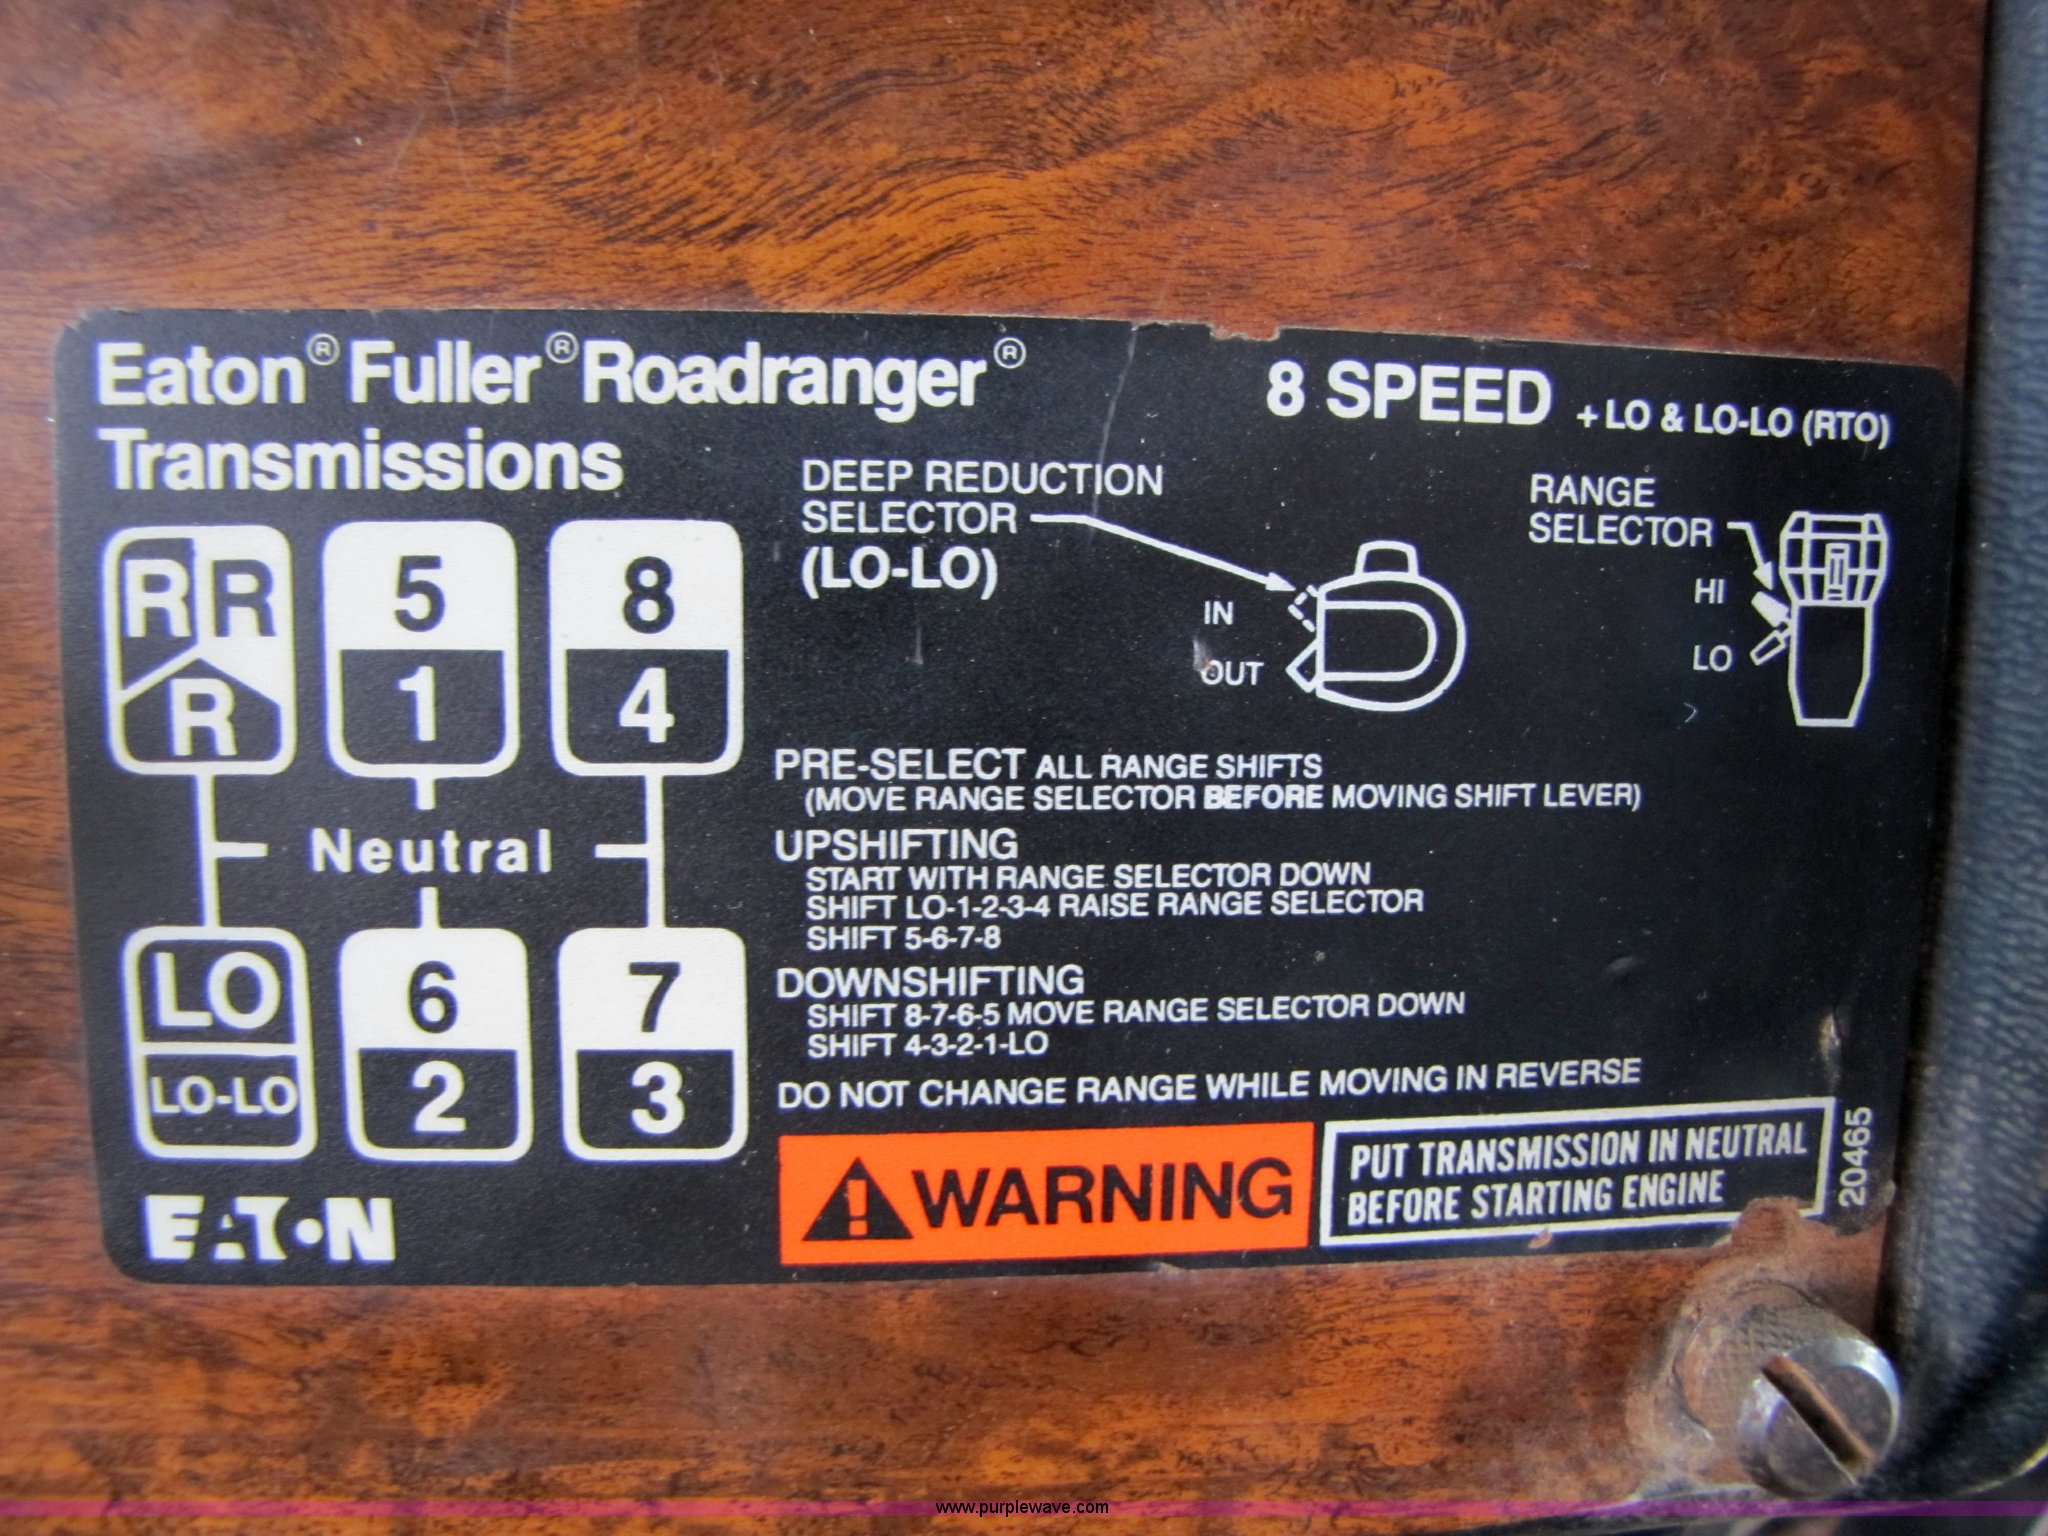 Eaton® Fuller® Roadranger®
Transmissions
8 SPEED + LO & LO-LO (RTO)
R R
R
5
1
8
4
Neutral
LO
LO-LO
6
2
7
3
EATON
DEEP REDUCTION
SELECTOR
(LO-LO)
IN
OUT
RANGE
SELECTOR
HI
LO
PRE-SELECT ALL RANGE SHIFTS
(MOVE RANGE SELECTOR BEFORE MOVING SHIFT LEVER)
UPSHIFTING
START WITH RANGE SELECTOR DOWN
SHIFT LO-1-2-3-4 RAISE RANGE SELECTOR
SHIFT 5-6-7-8
DOWNSHIFTING
SHIFT 8-7-6-5 MOVE RANGE SELECTOR DOWN
SHIFT 4-3-2-1-LO
DO NOT CHANGE RANGE WHILE MOVING IN REVERSE
WARNING
PUT TRANSMISSION IN NEUTRAL
BEFORE STARTING ENGINE
20465
www.purplewave.com